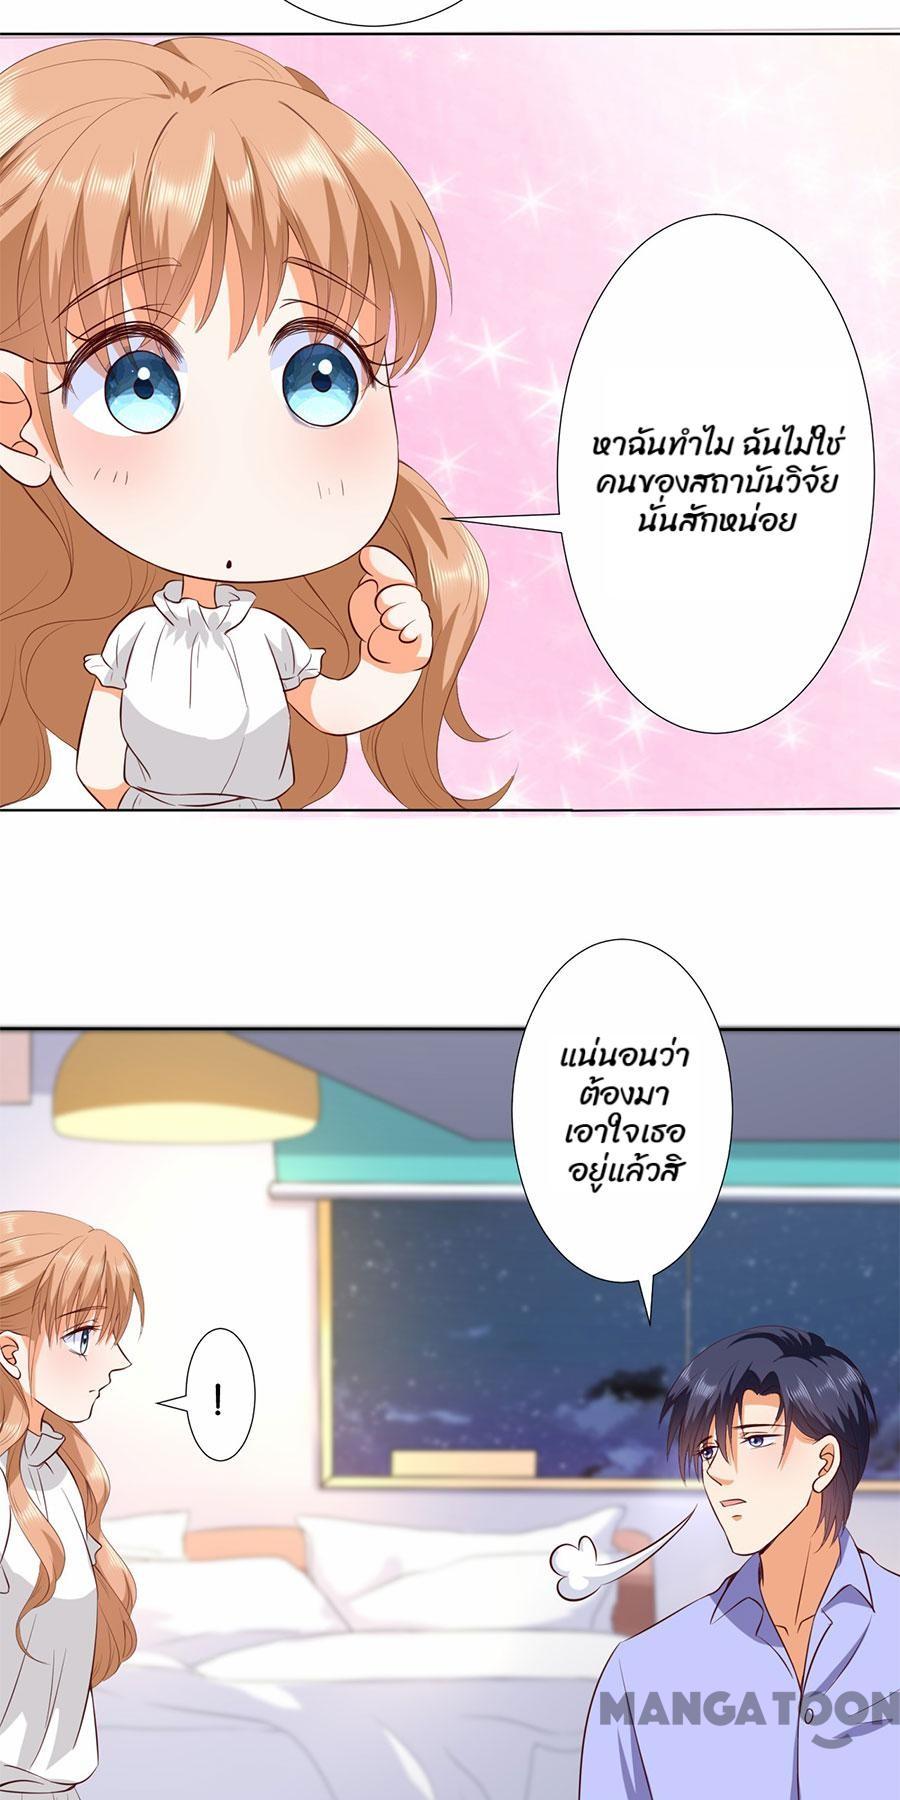 หาฉันทำไม ฉันไม่ใช่
คนของสถาบันวิจัย
นั่นสักหน่อย
แน่นอนว่า
ต้องมา
เอาใจเธอ
อยู่แล้วสิ
!
MANGATOON